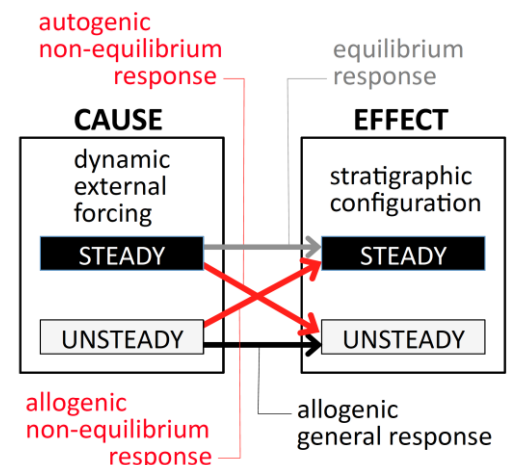 autogenic
non-equilibrium
response
equilibrium
response
CAUSE
EFFECT
dynamic
external
forcing
stratigraphic
configuration
STEADY
STEADY
UNSTEADY
UNSTEADY
allogenic
non-equilibrium
response
allogenic
general response